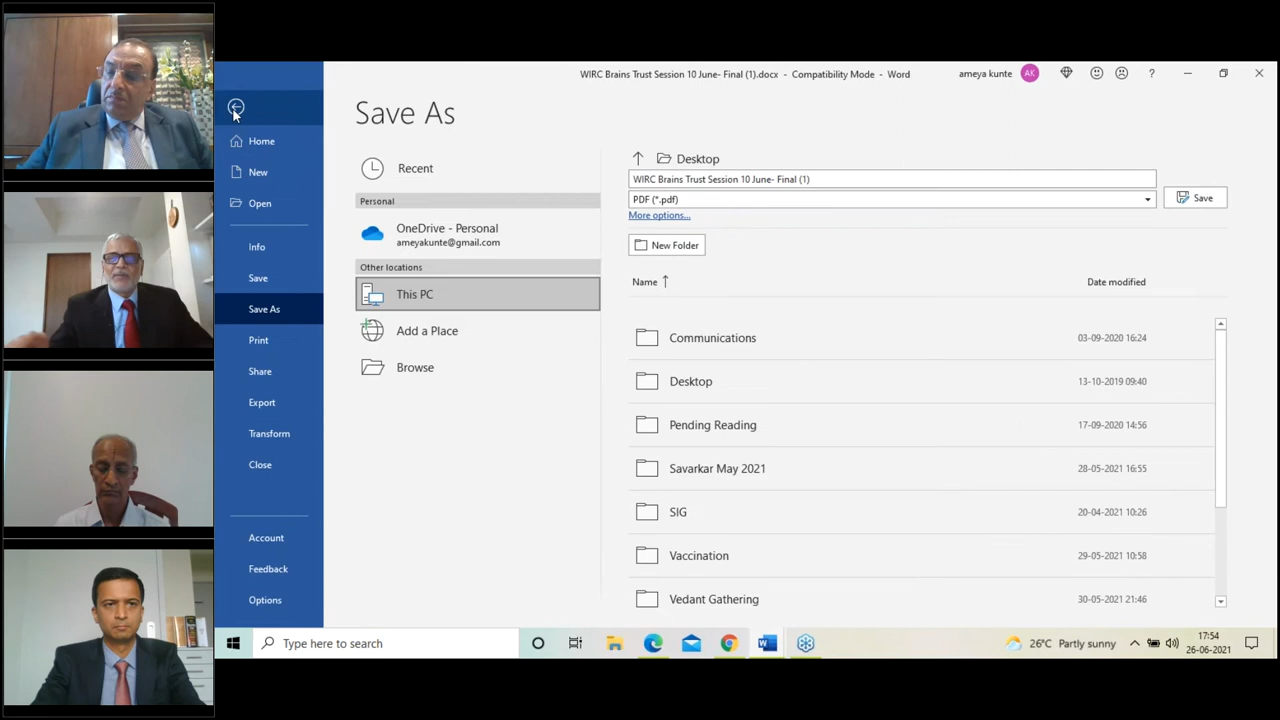 WIRC Brains Trust Session 10 June- Final (1).docx - Compatibility Mode - Word
ameya kunte
AK
?
Save As
Home
New
Open
Info
Save
Save As
Print
Share
Export
Transform
Close
Account
Feedback
Options
Recent
Personal
OneDrive - Personal
ameyakunte@gmail.com
Other locations
This PC
Add a Place
Browse
Desktop
WIRC Brains Trust Session 10 June- Final (1)
PDF (*.pdf)
Save
More options...
New Folder
Name Date modified
Communications 03-09-2020 16:24
Desktop 13-10-2019 09:40
Pending Reading 17-09-2020 14:56
Savarkar May 2021 28-05-2021 16:55
SIG 20-04-2021 10:26
Vaccination 29-05-2021 10:58
Vedant Gathering 30-05-2021 21:46
Type here to search
26°C Partly sunny
17:54
26-06-2021